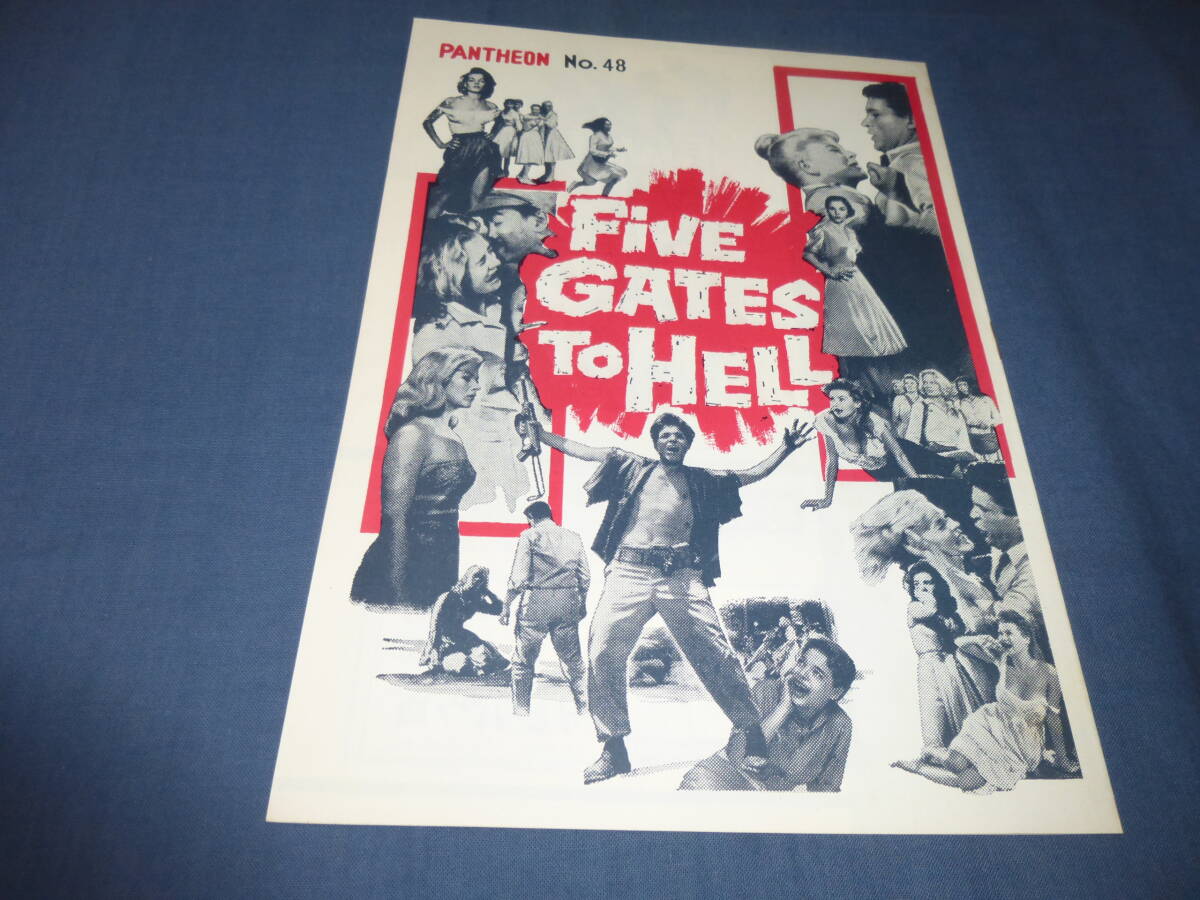 PANTHEON No. 48
FiVE
GATES
TO HELL